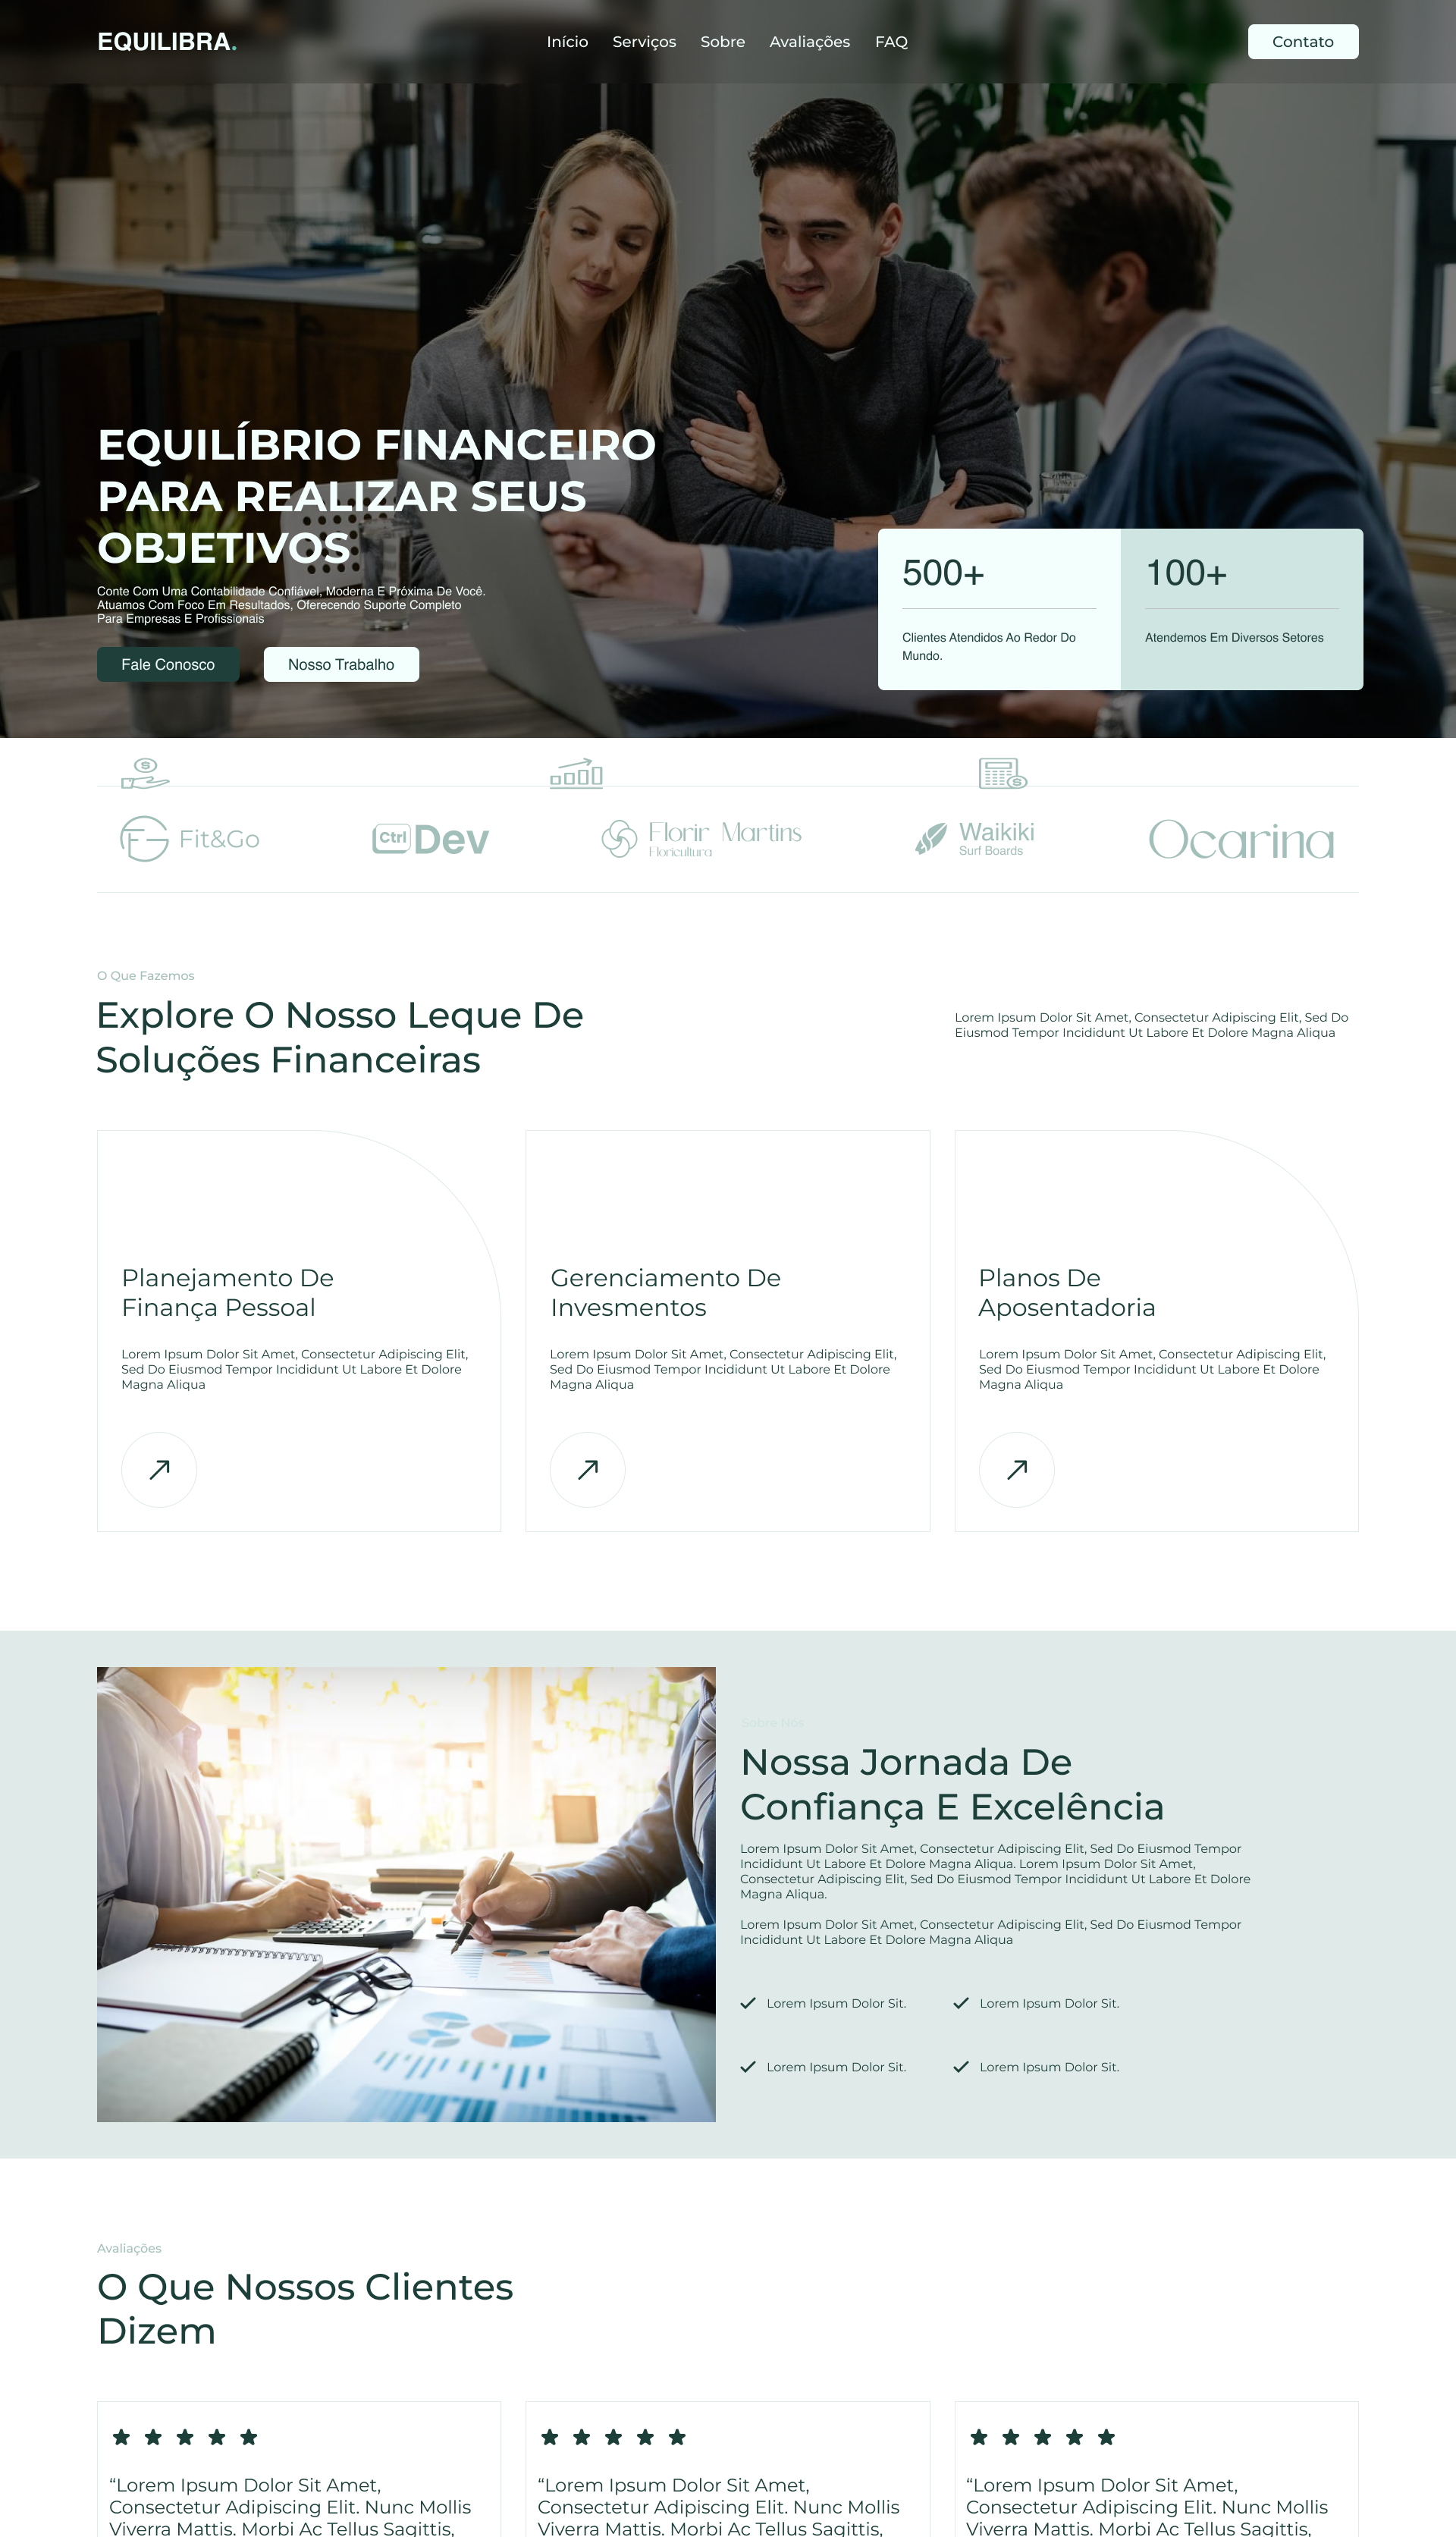 EQUILIBRA.
Início Serviços Sobre Avaliações FAQ
Contato
EQUILÍBRIO FINANCEIRO
PARA REALIZAR SEUS
OBJETIVOS
Conte Com Uma Contabilidade Confiável, Moderna E Próxima De Você.
Atuamos Com Foco Em Resultados, Oferecendo Suporte Completo
Para Empresas E Profissionais
Fale Conosco
Nosso Trabalho
500+
Clientes Atendidos Ao Redor Do
Mundo.
100+
Atendemos Em Diversos Setores
Fit&Go
Ctrl Dev
Florir Martins
Floricultura
Waikiki
Surf Boards
Ocarina
O Que Fazemos
Explore O Nosso Leque De
Soluções Financeiras
Lorem Ipsum Dolor Sit Amet, Consectetur Adipiscing Elit, Sed Do
Eiusmod Tempor Incididunt Ut Labore Et Dolore Magna Aliqua
Planejamento De
Finança Pessoal
Lorem Ipsum Dolor Sit Amet, Consectetur Adipiscing Elit,
Sed Do Eiusmod Tempor Incididunt Ut Labore Et Dolore
Magna Aliqua
Gerenciamento De
Invesmentos
Lorem Ipsum Dolor Sit Amet, Consectetur Adipiscing Elit,
Sed Do Eiusmod Tempor Incididunt Ut Labore Et Dolore
Magna Aliqua
Planos De
Aposentadoria
Lorem Ipsum Dolor Sit Amet, Consectetur Adipiscing Elit,
Sed Do Eiusmod Tempor Incididunt Ut Labore Et Dolore
Magna Aliqua
Sobre Nós
Nossa Jornada De
Confiança E Excelência
Lorem Ipsum Dolor Sit Amet, Consectetur Adipiscing Elit, Sed Do Eiusmod Tempor
Incididunt Ut Labore Et Dolore Magna Aliqua. Lorem Ipsum Dolor Sit Amet,
Consectetur Adipiscing Elit, Sed Do Eiusmod Tempor Incididunt Ut Labore Et Dolore
Magna Aliqua.
Lorem Ipsum Dolor Sit Amet, Consectetur Adipiscing Elit, Sed Do Eiusmod Tempor
Incididunt Ut Labore Et Dolore Magna Aliqua
Lorem Ipsum Dolor Sit.
Lorem Ipsum Dolor Sit.
Lorem Ipsum Dolor Sit.
Lorem Ipsum Dolor Sit.
Avaliações
O Que Nossos Clientes
Dizem
“Lorem Ipsum Dolor Sit Amet,
Consectetur Adipiscing Elit. Nunc Mollis
Viverra Mattis. Morbi Ac Tellus Sagittis,
“Lorem Ipsum Dolor Sit Amet,
Consectetur Adipiscing Elit. Nunc Mollis
Viverra Mattis. Morbi Ac Tellus Sagittis,
“Lorem Ipsum Dolor Sit Amet,
Consectetur Adipiscing Elit. Nunc Mollis
Viverra Mattis. Morbi Ac Tellus Sagittis,